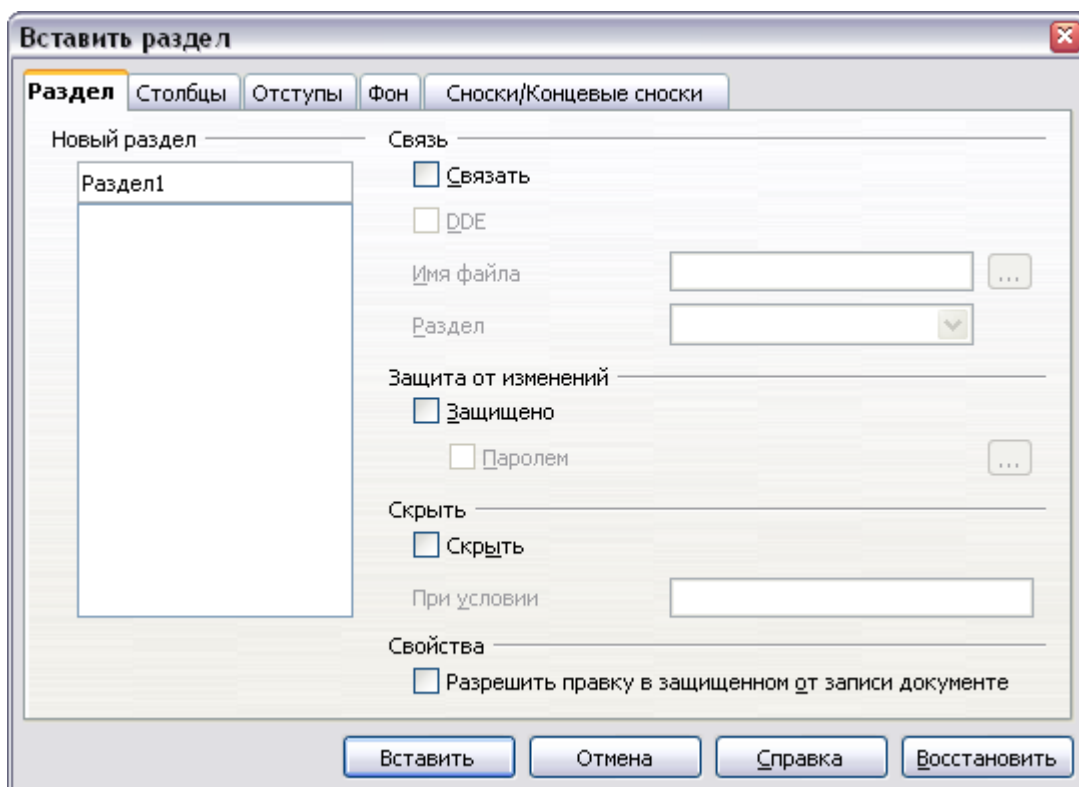 Вставить раздел
Раздел Столбцы Отступы Фон Сноски/Концевые сноски
Новый раздел
Раздел1
Связь
Связать
DDE
Имя файла ...
Раздел
Защита от изменений
Защищено
Паролем ...
Скрыть
Скрыть
При условии
Свойства
Разрешить правку в защищенном от записи документе
Вставить Отмена Справка Восстановить